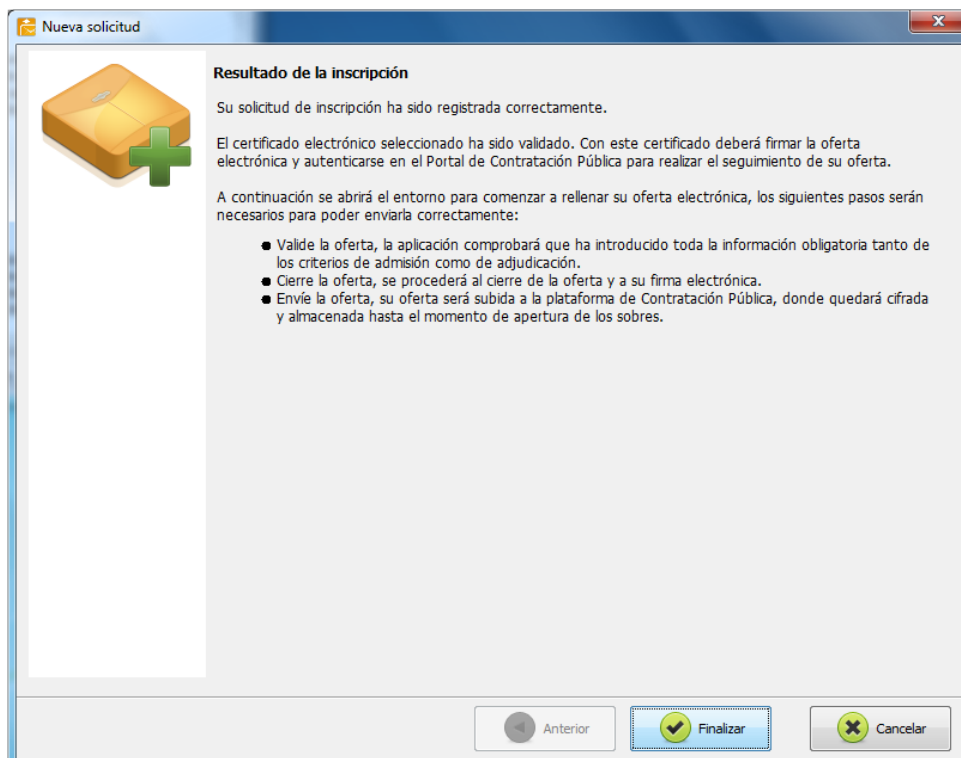 Nueva solicitud
Resultado de la inscripción
Su solicitud de inscripción ha sido registrada correctamente.
El certificado electrónico seleccionado ha sido validado. Con este certificado deberá firmar la oferta
electrónica y autenticarse en el Portal de Contratación Pública para realizar el seguimiento de su oferta.
A continuación se abrirá el entorno para comenzar a rellenar su oferta electrónica, los siguientes pasos serán
necesarios para poder enviarla correctamente:
● Valide la oferta, la aplicación comprobará que ha introducido toda la información obligatoria tanto de
los criterios de admisión como de adjudicación.
● Cierre la oferta, se procederá al cierre de la oferta y a su firma electrónica.
● Envíe la oferta, su oferta será subida a la plataforma de Contratación Pública, donde quedará cifrada
y almacenada hasta el momento de apertura de los sobres.
Anterior
Finalizar
Cancelar